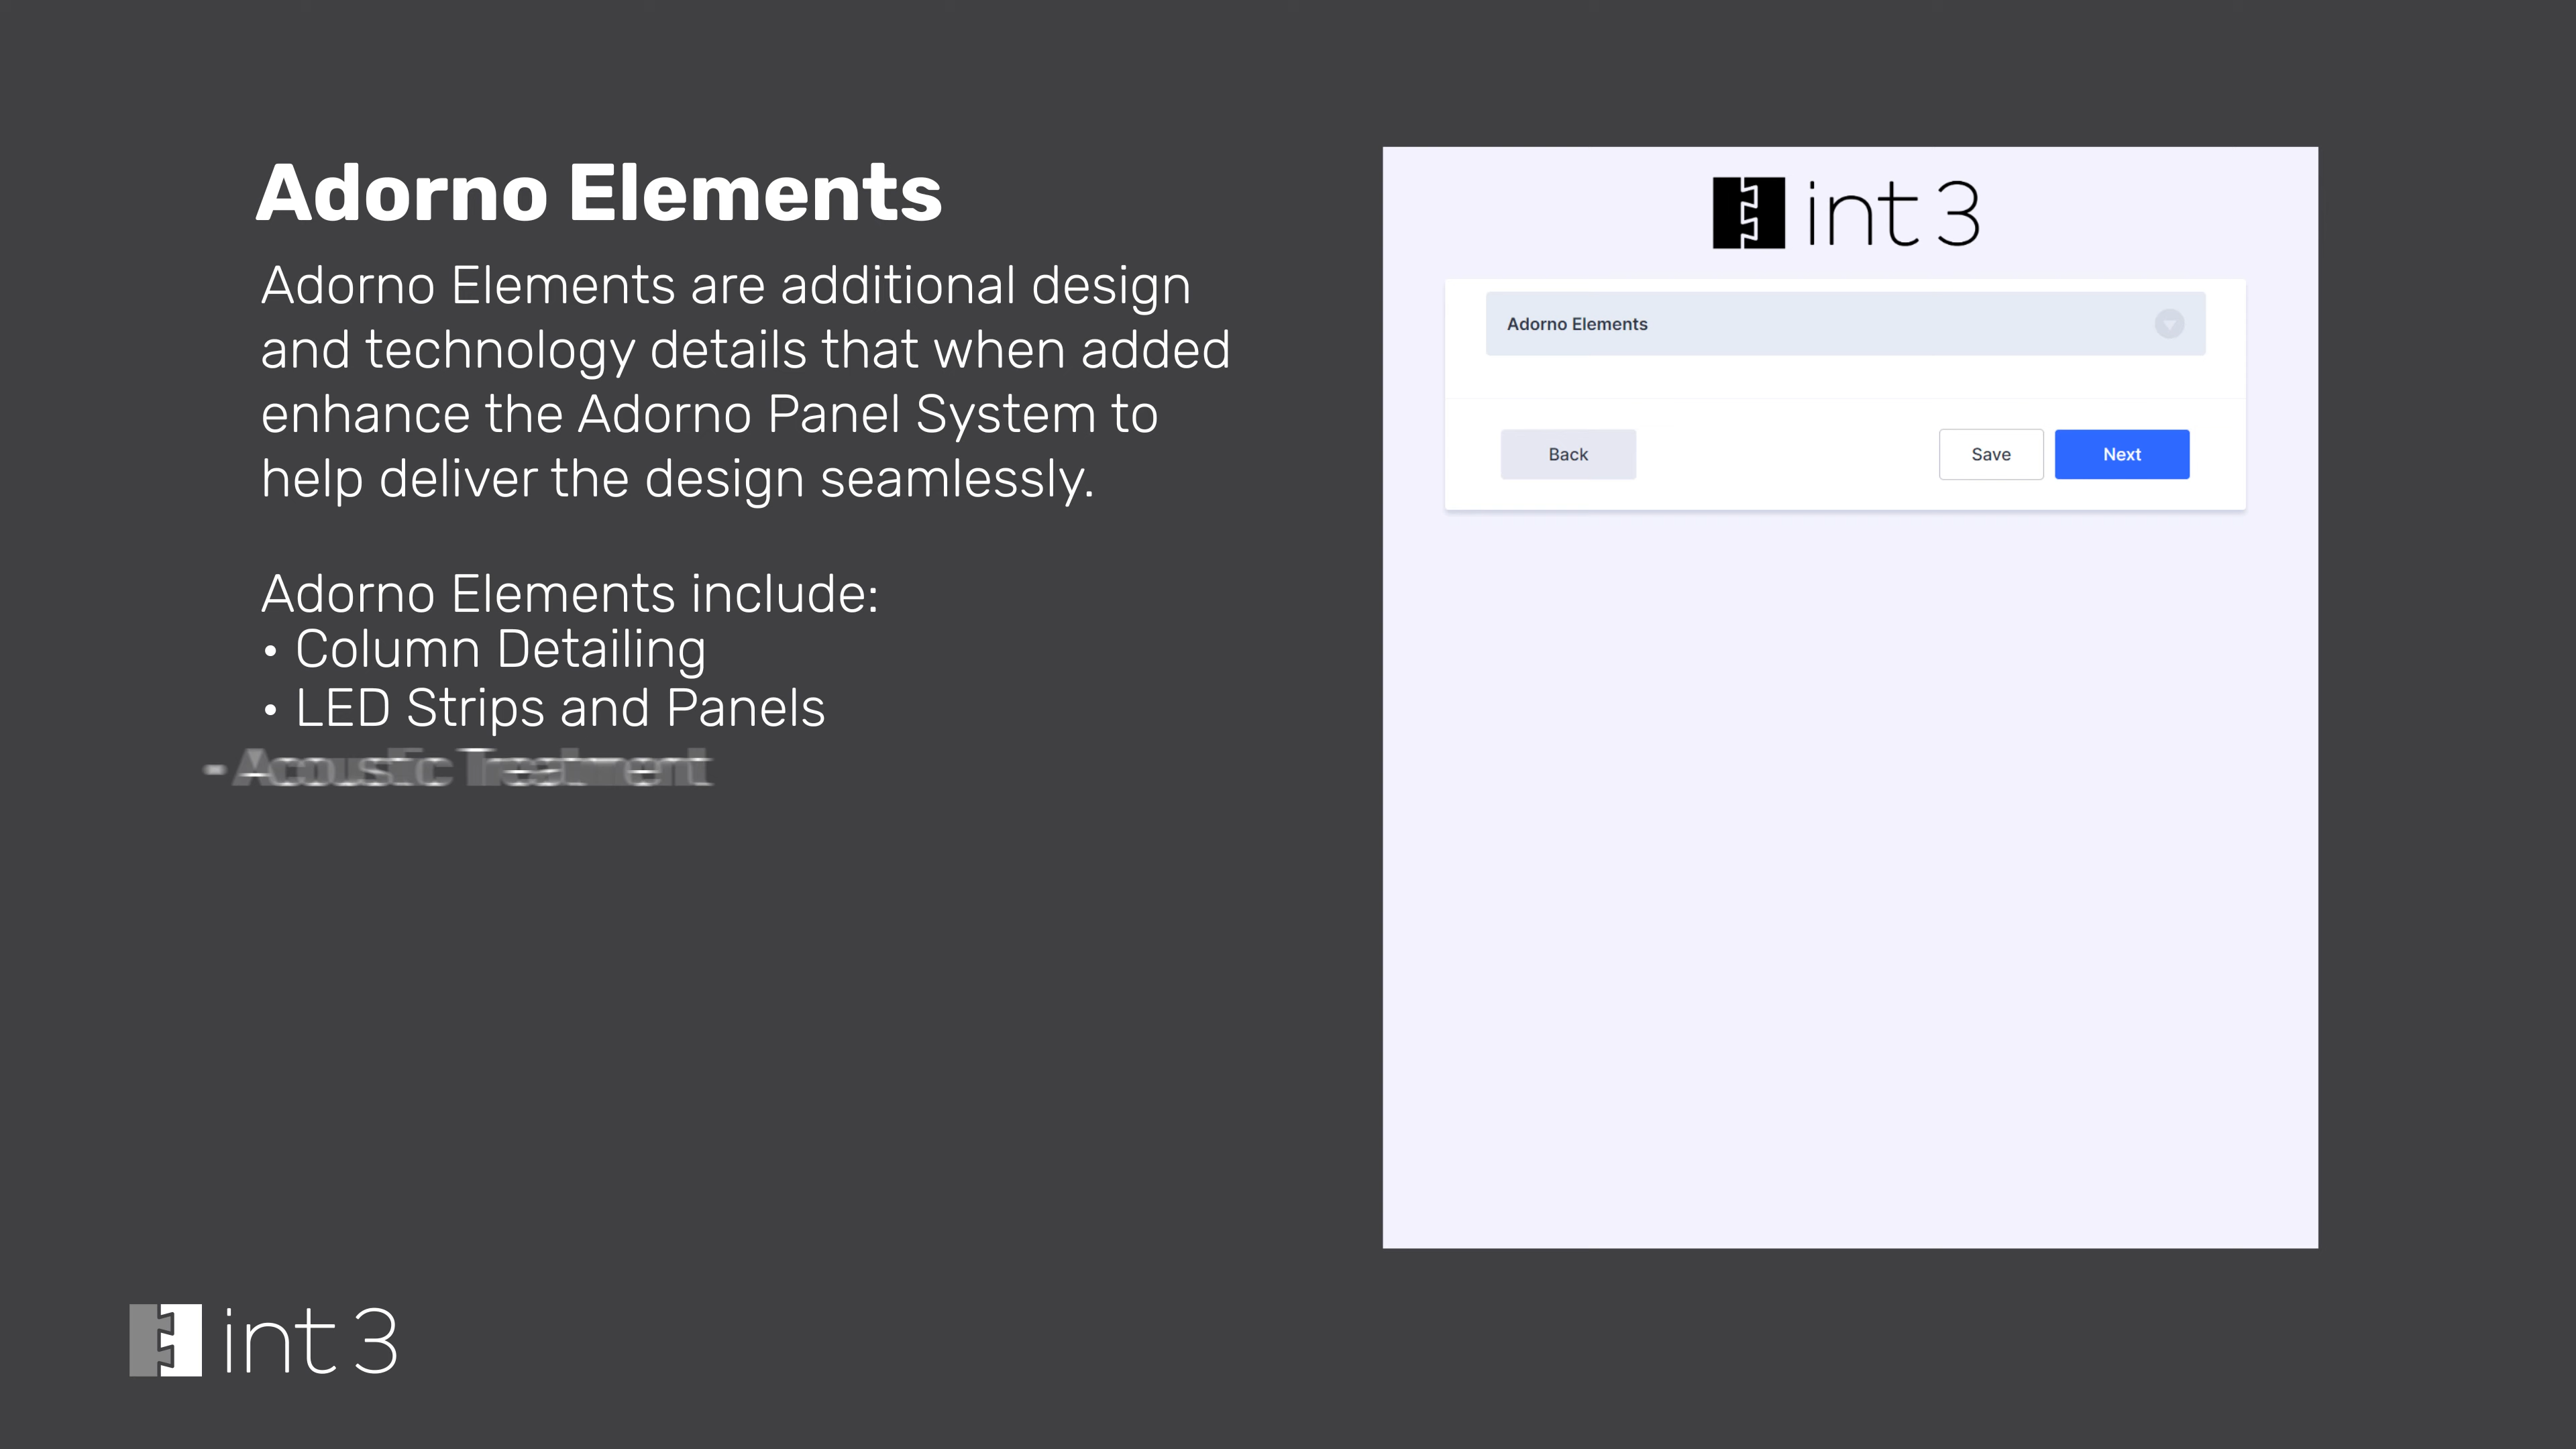 Adorno Elements
Adorno Elements are additional design
and technology details that when added
enhance the Adorno Panel System to
help deliver the design seamlessly.
Adorno Elements include:
• Column Detailing
• LED Strips and Panels
• Acoustic Treatment
int 3
int 3
Adorno Elements
Back
Save
Next